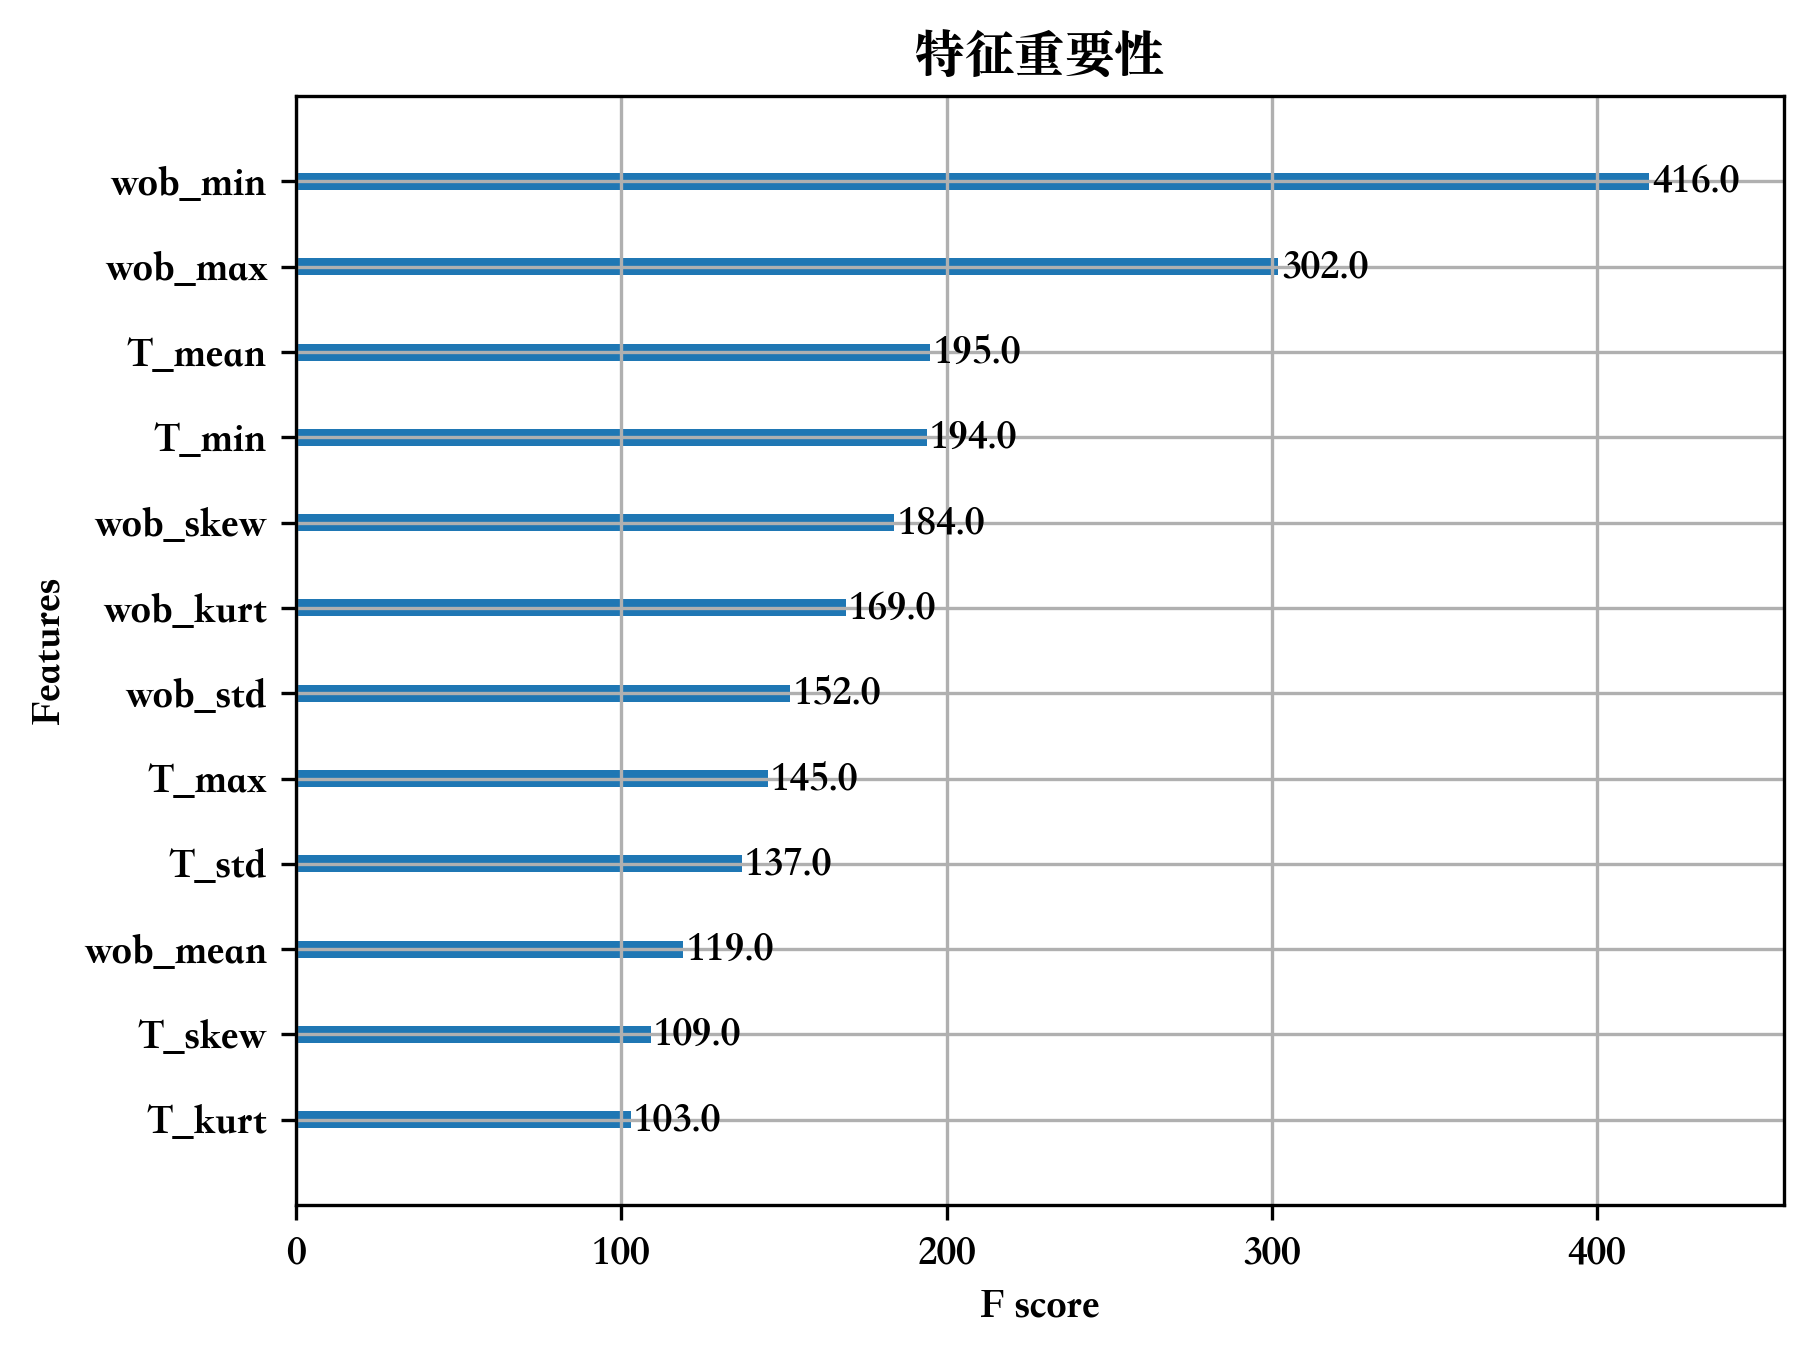 特征重要性
wob_min
416.0
wob_max
302.0
T_mean
195.0
T_min
194.0
wob_skew
184.0
wob_kurt
169.0
wob_std
152.0
T_max
145.0
T_std
137.0
wob_mean
119.0
T_skew
109.0
T_kurt
103.0
Features
0
100
200
300
400
F score